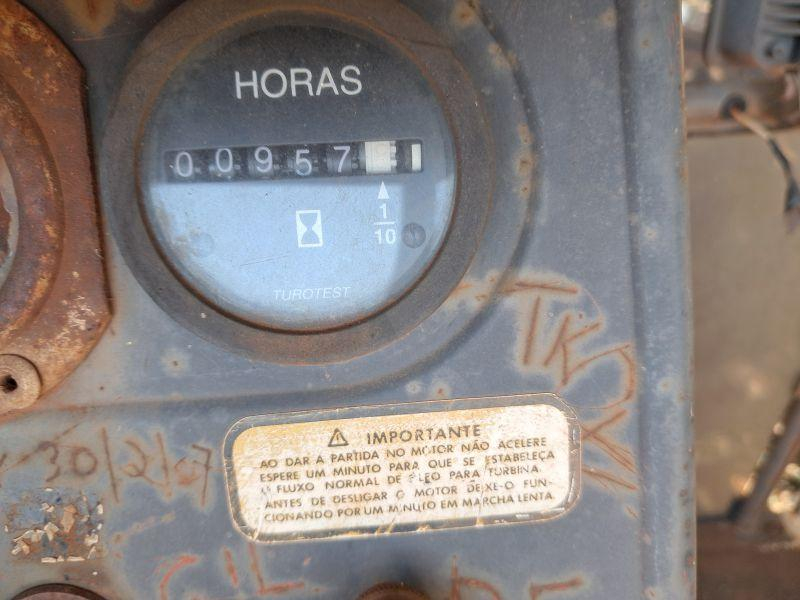 HORAS
0 0 9 5 7
1
10
TUROTEST
IMPORTANTE
AO DAR A PARTIDA NO MOTOR NÃO ACELERE
ESPERE UM MINUTO PARA QUE SE ESTABELEÇA
O FLUXO NORMAL DE ÓLEO PARA TURBINA
ANTES DE DESLIGAR O MOTOR DEIXE-O FUN-
CIONANDO POR UM MINUTO EM MARCHA LENTA
30/2/07